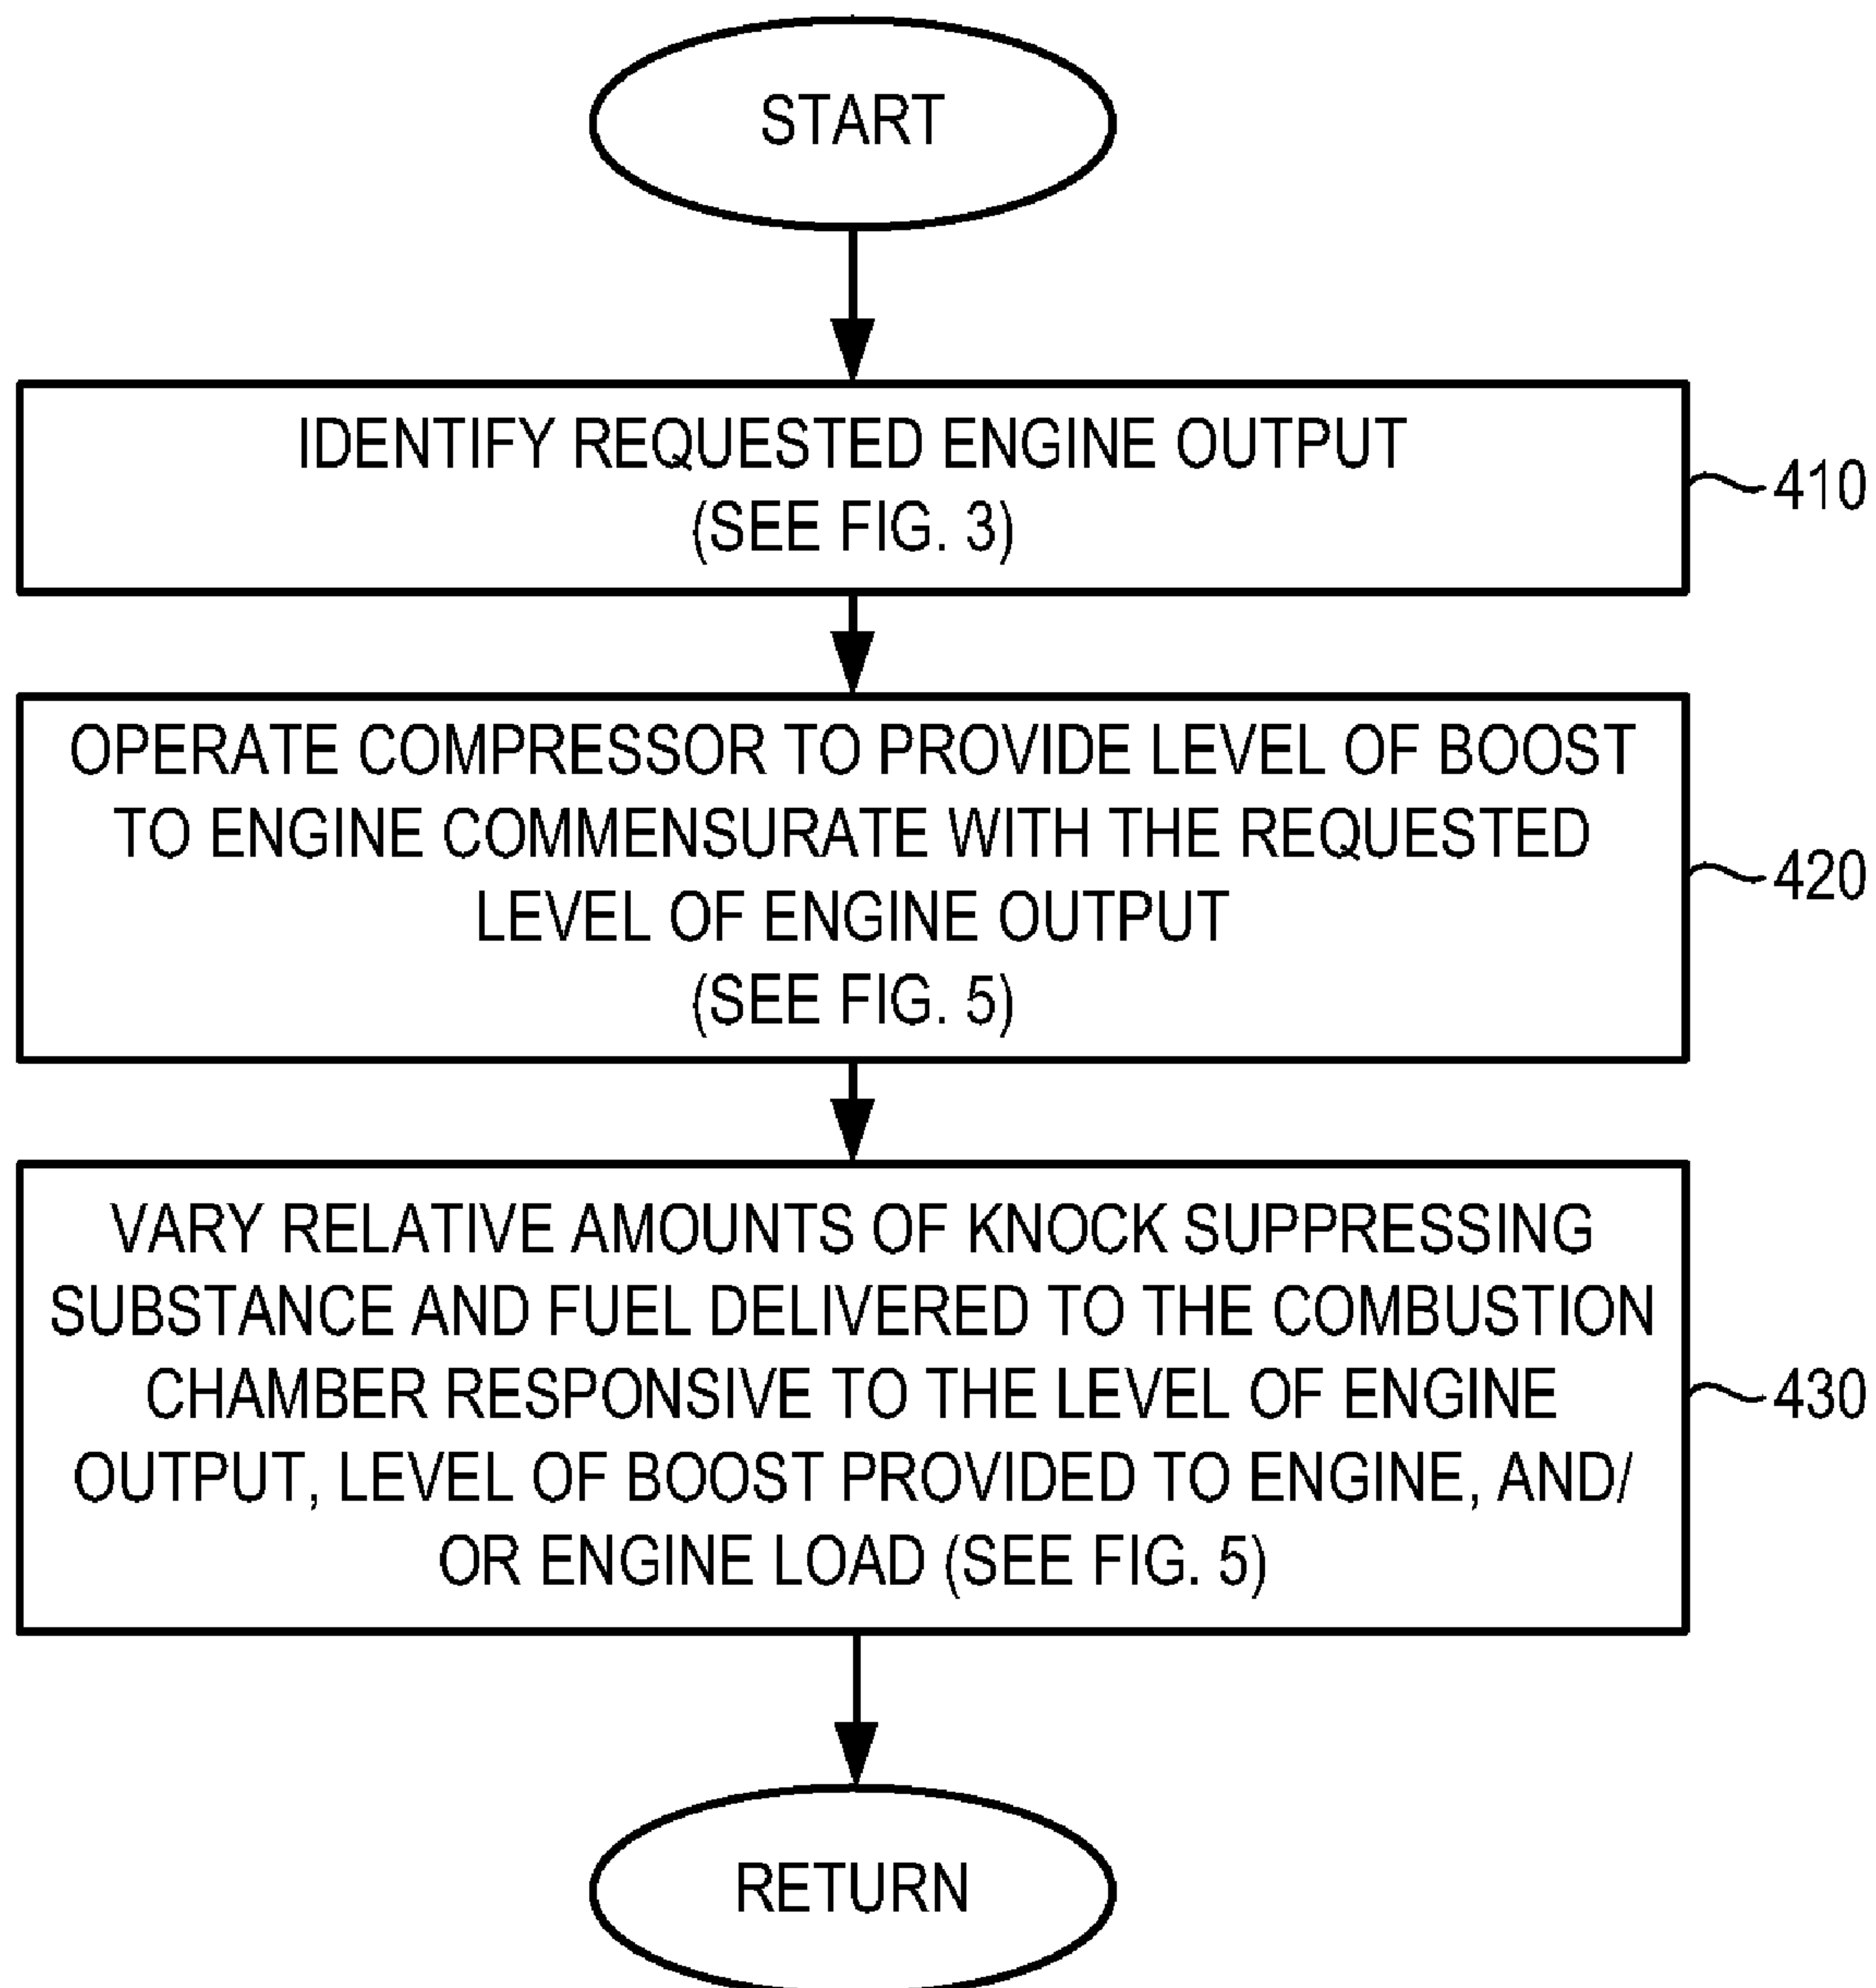 START
IDENTIFY REQUESTED ENGINE OUTPUT
(SEE FIG. 3)
410
OPERATE COMPRESSOR TO PROVIDE LEVEL OF BOOST
TO ENGINE COMMENSURATE WITH THE REQUESTED
LEVEL OF ENGINE OUTPUT
(SEE FIG. 5)
420
VARY RELATIVE AMOUNTS OF KNOCK SUPPRESSING
SUBSTANCE AND FUEL DELIVERED TO THE COMBUSTION
CHAMBER RESPONSIVE TO THE LEVEL OF ENGINE
OUTPUT, LEVEL OF BOOST PROVIDED TO ENGINE, AND/
OR ENGINE LOAD (SEE FIG. 5)
430
RETURN